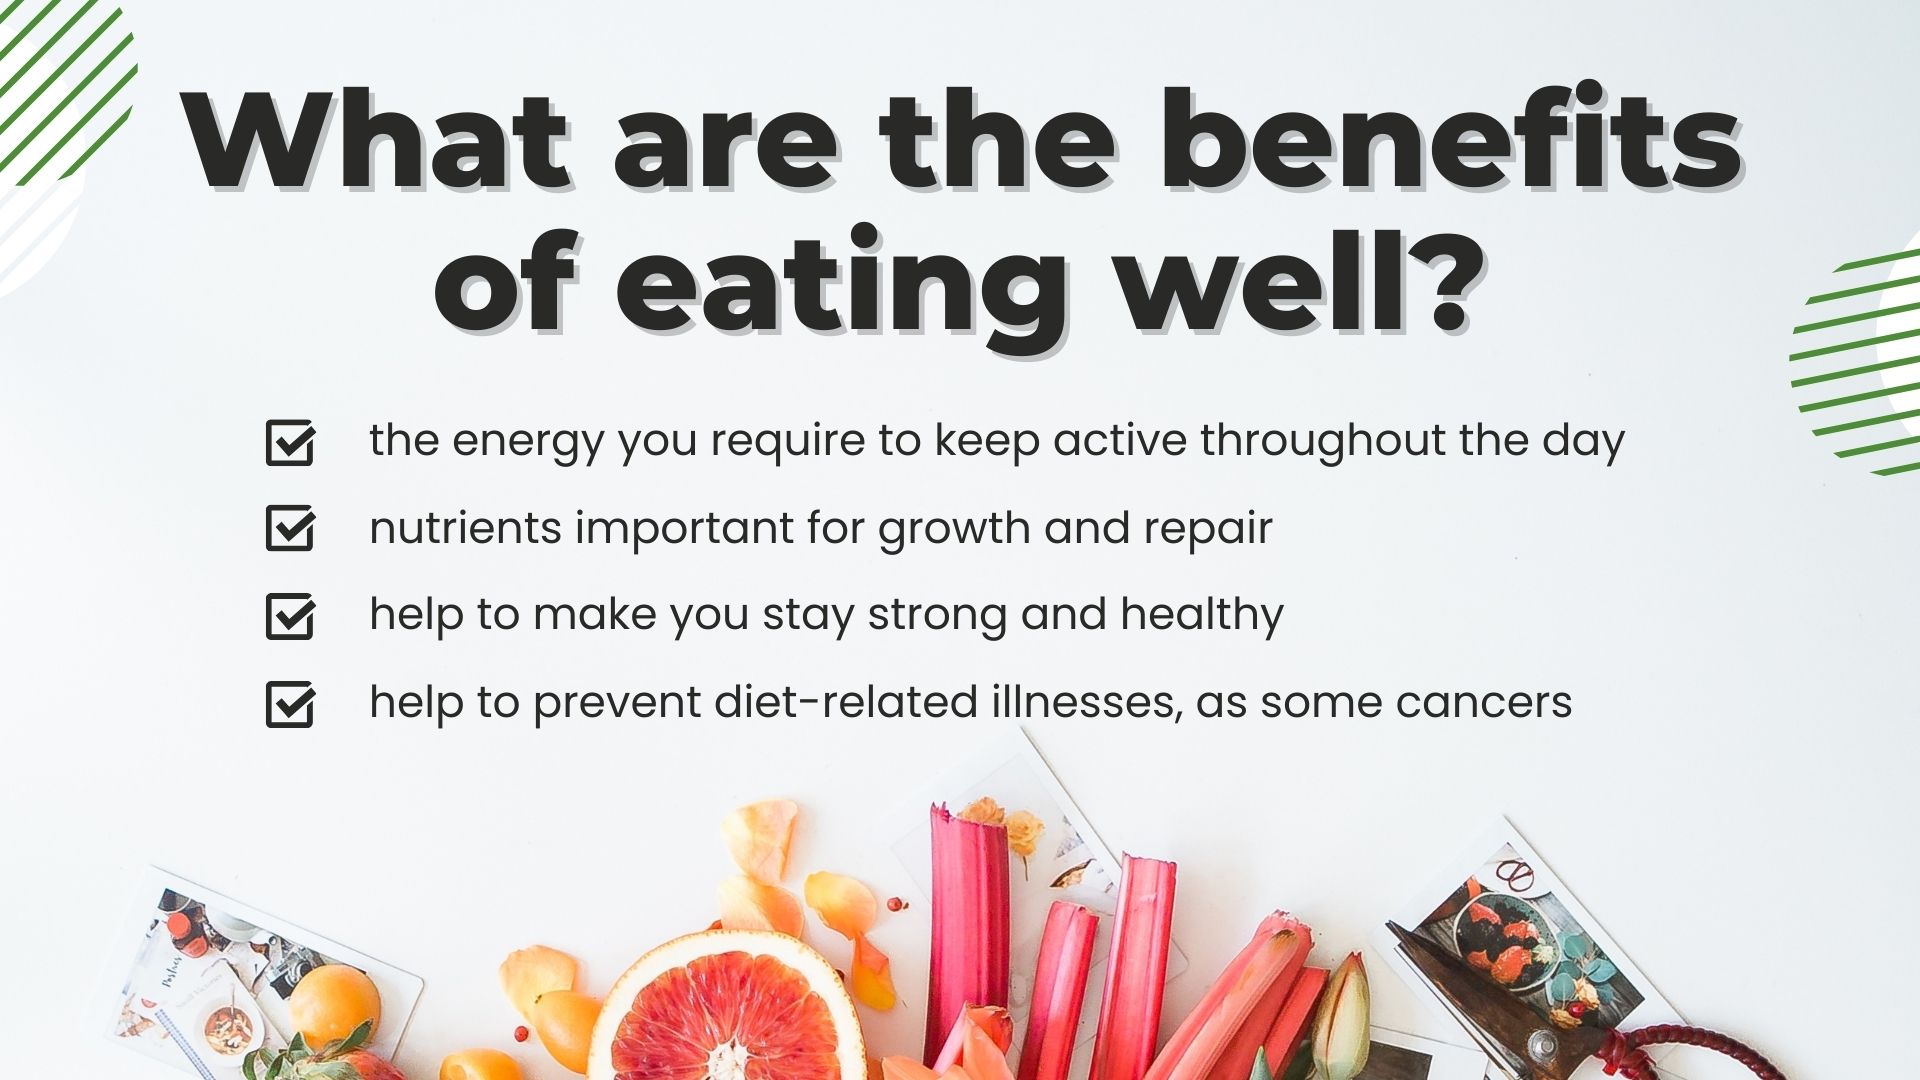 What are the benefits
of eating well?
the energy you require to keep active throughout the day
nutrients important for growth and repair
help to make you stay strong and healthy
help to prevent diet-related illnesses, as some cancers